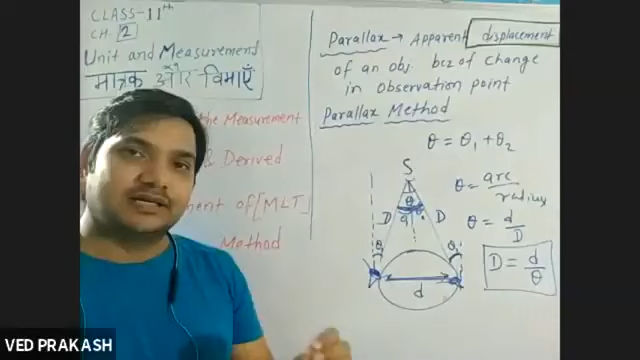 CLASS-11th
CH. 2
Unit and Measurement
मात्रक और विमाएँ
the Measurement
& Derived
ment of [MLT]
Method
Parallax → Apparent displacement
of an obj. bcz of change
in observation point
Parallax Method
θ = θ₁ + θ₂
S
θ = arc/radius
θ
D
D
θ = d/D
D = d/θ
d
VED PRAKASH